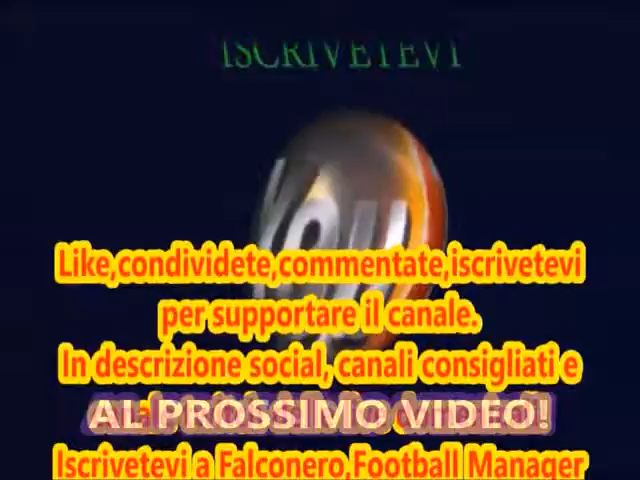 ISCRIVETEVI
You
Like,condividete,commentate,iscrivetevi
per supportare il canale.
In descrizione social, canali consigliati e
AL PROSSIMO VIDEO!
Iscrivetevi a Falconero,Football Manager